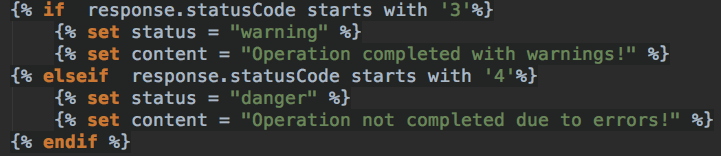 {% if  response.statusCode starts with '3'%}
    {% set status = "warning" %}
    {% set content = "Operation completed with warnings!" %}
{% elseif  response.statusCode starts with '4'%}
    {% set status = "danger" %}
    {% set content = "Operation not completed due to errors!" %}
{% endif %}